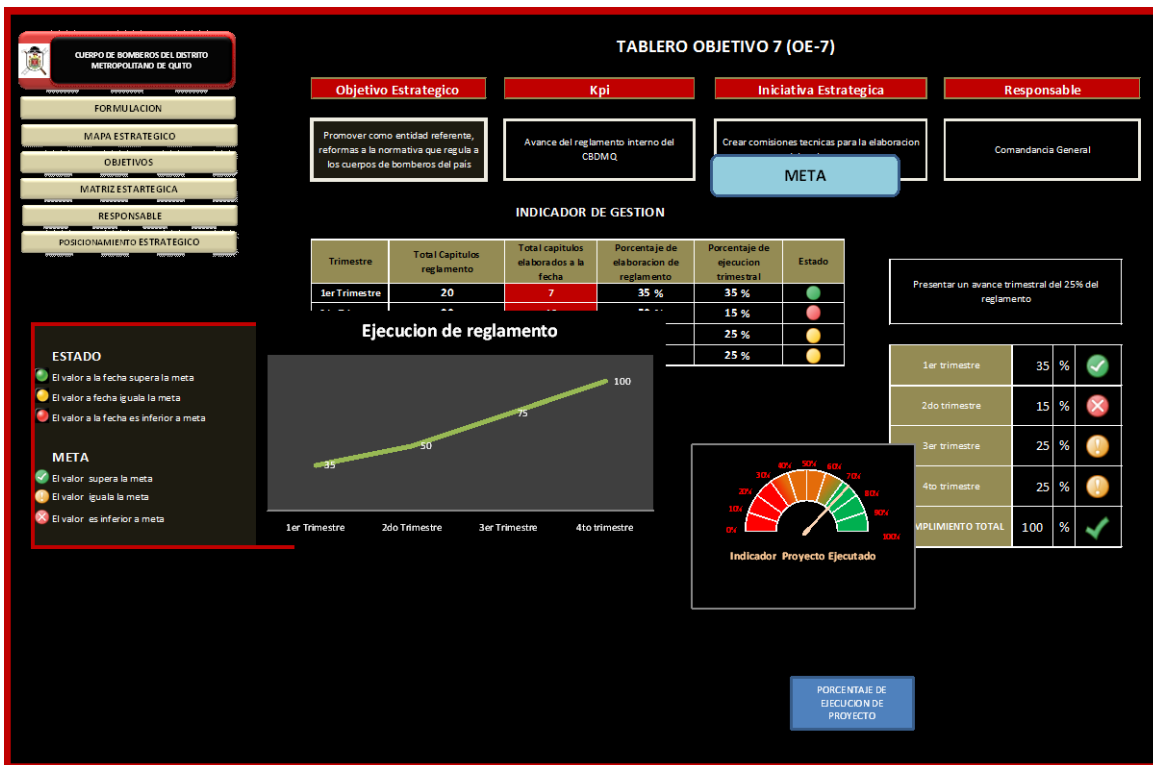 CUERPO DE BOMBEROS DEL DISTRITO
METROPOLITANO DE QUITO
FORMULACION
MAPA ESTRATEGICO
OBJETIVOS
MATRIZ ESTARTEGICA
RESPONSABLE
POSICIONAMIENTO ESTRATEGICO
TABLERO OBJETIVO 7 (OE-7)
Objetivo Estrategico
Kpi
Iniciativa Estrategica
Responsable
Promover como entidad referente,
reformas a la normativa que regula a
los cuerpos de bomberos del pais
Avance del reglamento interno del
CBDMQ
Crear comisiones tecnicas para la elaboracion
Comandancia General
META
INDICADOR DE GESTION
Trimestre
Total Capitulos
reglamento
Total capitulos
elaborados a la
fecha
Porcentaje de
elaboracion de
reglamento
Porcentaje de
ejecucion
trimestral
Estado
1er Trimestre 20 7 35 % 35 %
15 %
25 %
25 %
Presentar un avance trimestral del 25% del
reglamento
1er trimestre 35 %
2do trimestre 15 %
3er trimestre 25 %
4to trimestre 25 %
MPLIMIENTO TOTAL 100 %
ESTADO
El valor a la fecha supera la meta
El valor a fecha iguala la meta
El valor a la fecha es inferior a meta
META
El valor supera la meta
El valor iguala la meta
El valor es inferior a meta
Ejecucion de reglamento
35
50
75
100
1er Trimestre 2do Trimestre 3er Trimestre 4to trimestre
0%
10%
20%
30%
40%
50%
60%
70%
80%
90%
100%
Indicador Proyecto Ejecutado
PORCENTAJE DE
EJECUCION DE
PROYECTO